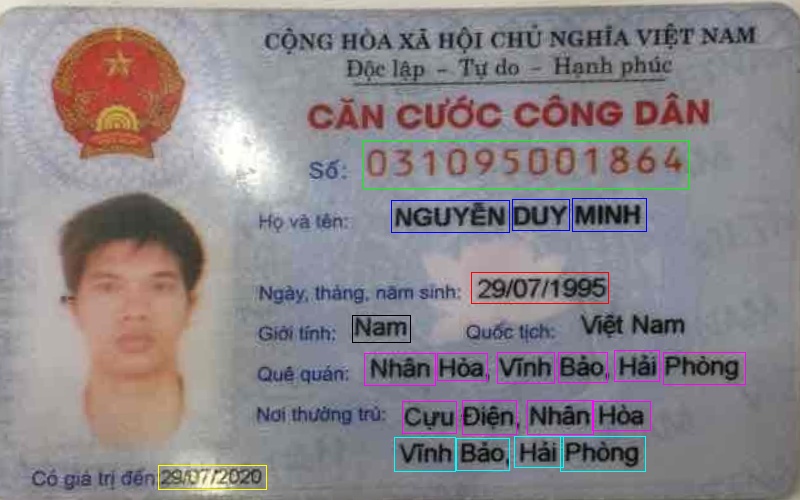 CỘNG HÒA XÃ HỘI CHỦ NGHĨA VIỆT NAM
Độc lập – Tự do – Hạnh phúc
CĂN CƯỚC CÔNG DÂN
Số: 031095001864
Họ và tên: NGUYỄN DUY MINH
Ngày, tháng, năm sinh: 29/07/1995
Giới tính: Nam Quốc tịch: Việt Nam
Quê quán: Nhân Hòa, Vĩnh Bảo, Hải Phòng
Nơi thường trú: Cựu Điện, Nhân Hòa
Vĩnh Bảo, Hải Phòng
Có giá trị đến: 29/07/2020